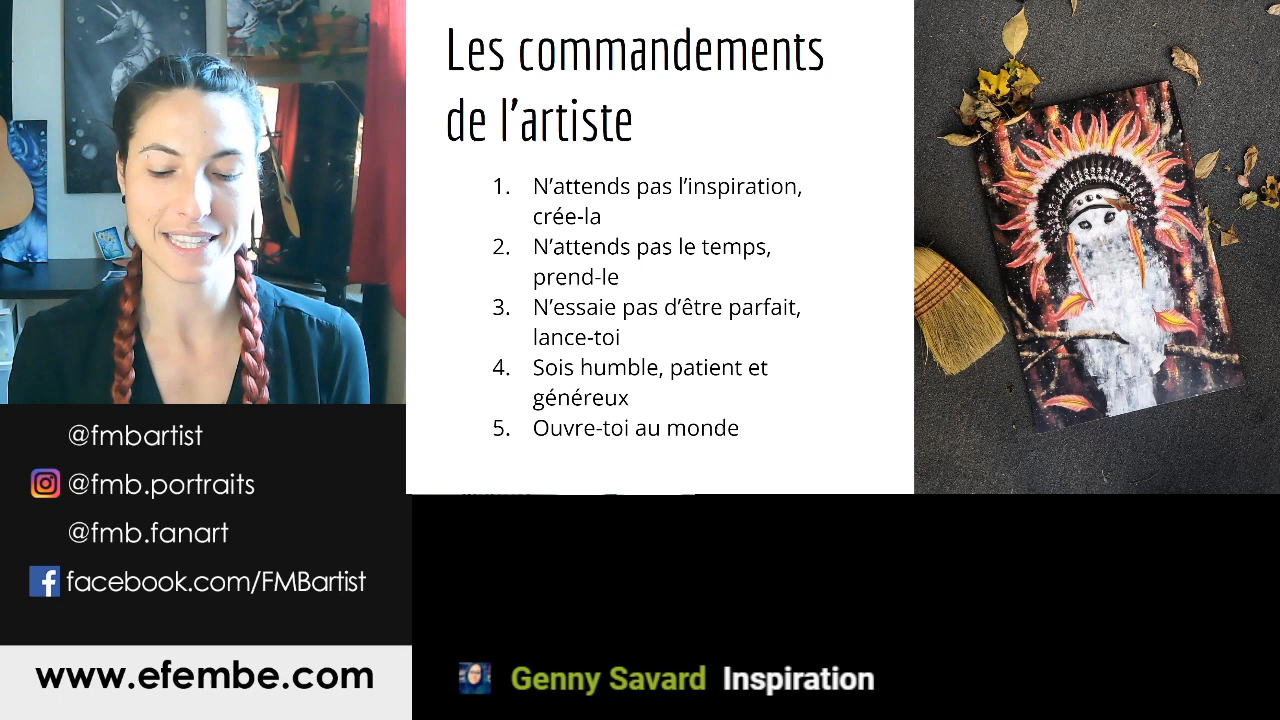 Les commandements
de l'artiste
1. N'attends pas l'inspiration,
crée-la
2. N'attends pas le temps,
prend-le
3. N'essaie pas d'être parfait,
lance-toi
4. Sois humble, patient et
généreux
5. Ouvre-toi au monde
@fmbartist
@fmb.portraits
@fmb.fanart
facebook.com/FMBartist
www.efembe.com
Genny Savard Inspiration